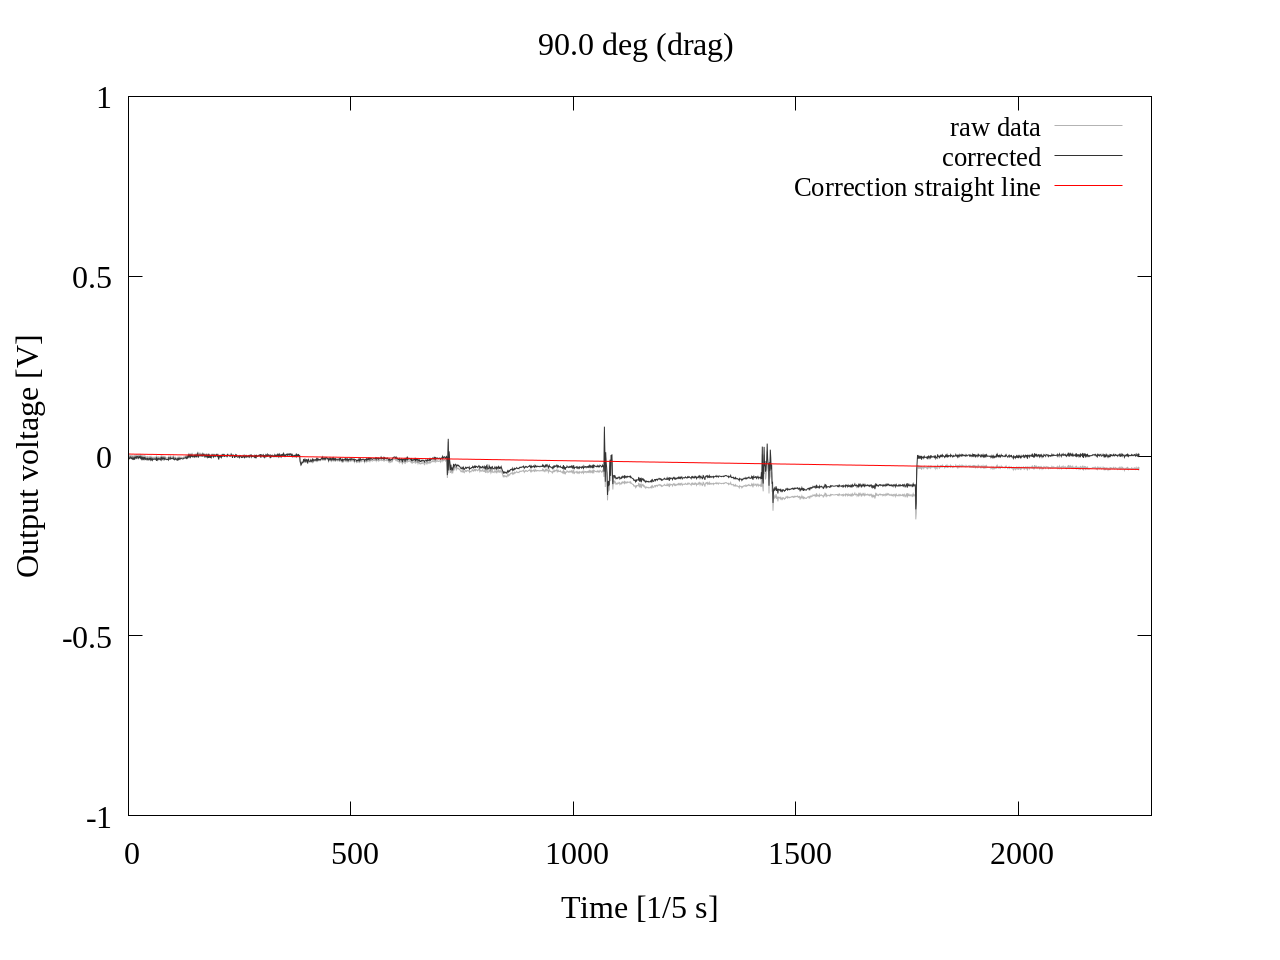 90.0 deg (drag)
1
0.5
0
-0.5
-1
Output voltage [V]
raw data
corrected
Correction straight line
0 500 1000 1500 2000
Time [1/5 s]